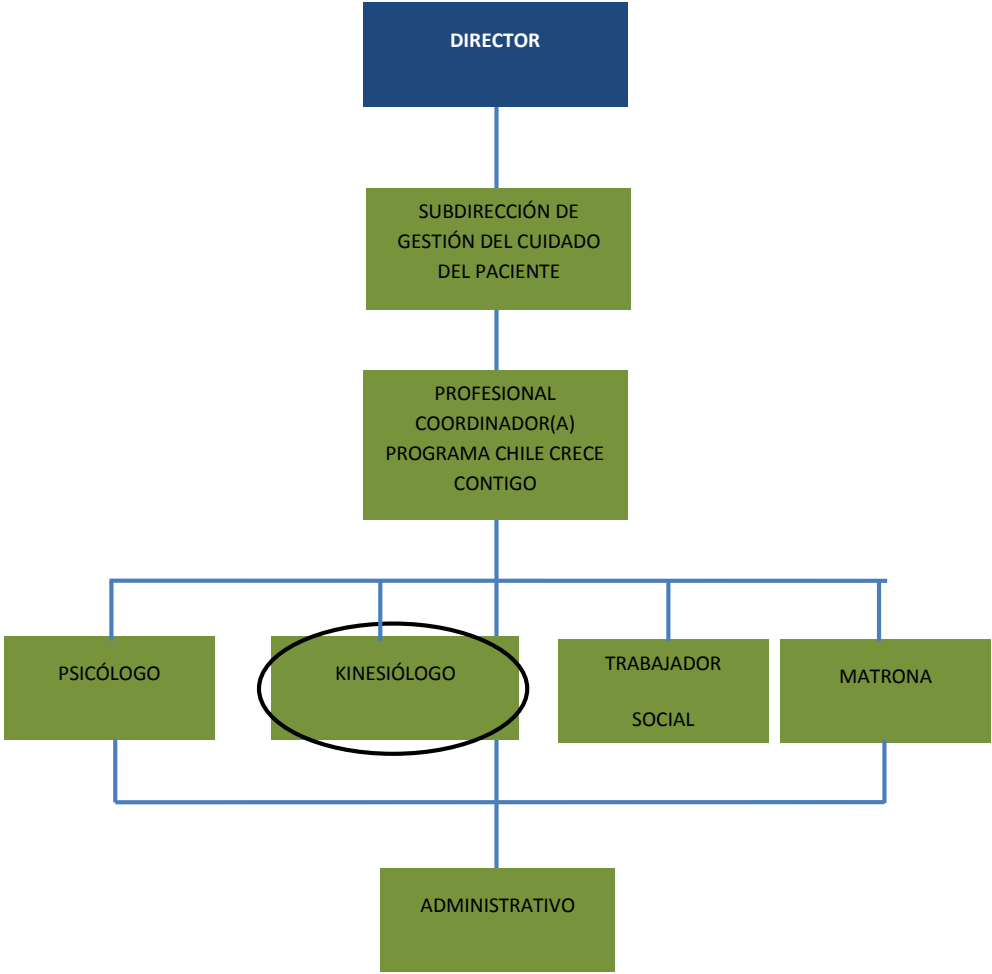 DIRECTOR
SUBDIRECCIÓN DE
GESTIÓN DEL CUIDADO
DEL PACIENTE
PROFESIONAL
COORDINADOR(A)
PROGRAMA CHILE CRECE
CONTIGO
PSICÓLOGO
KINESIÓLOGO
TRABAJADOR
SOCIAL
MATRONA
ADMINISTRATIVO